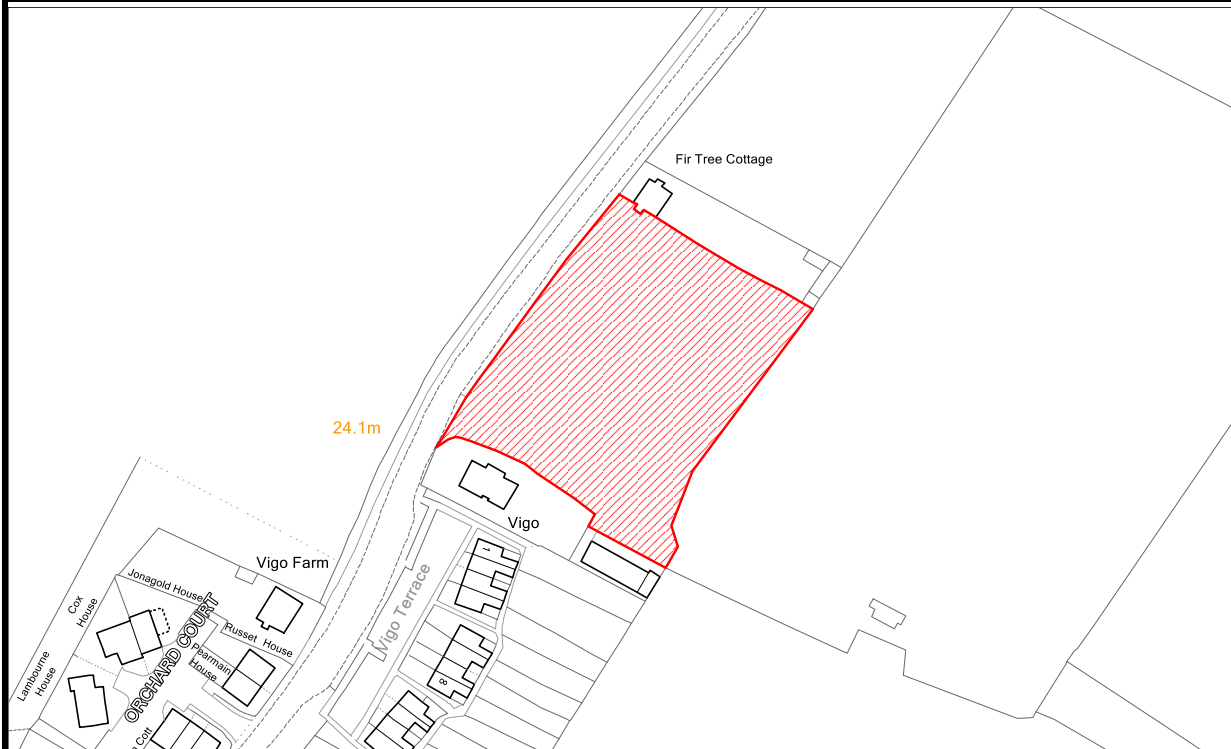 Fir Tree Cottage
24.1m
Vigo
Vigo Farm
1
Vigo Terrace
Jonagold House
Cox
House
Russet House
Pearmain
House
ORCHARD COURT
Lambourne
House
8
Cott